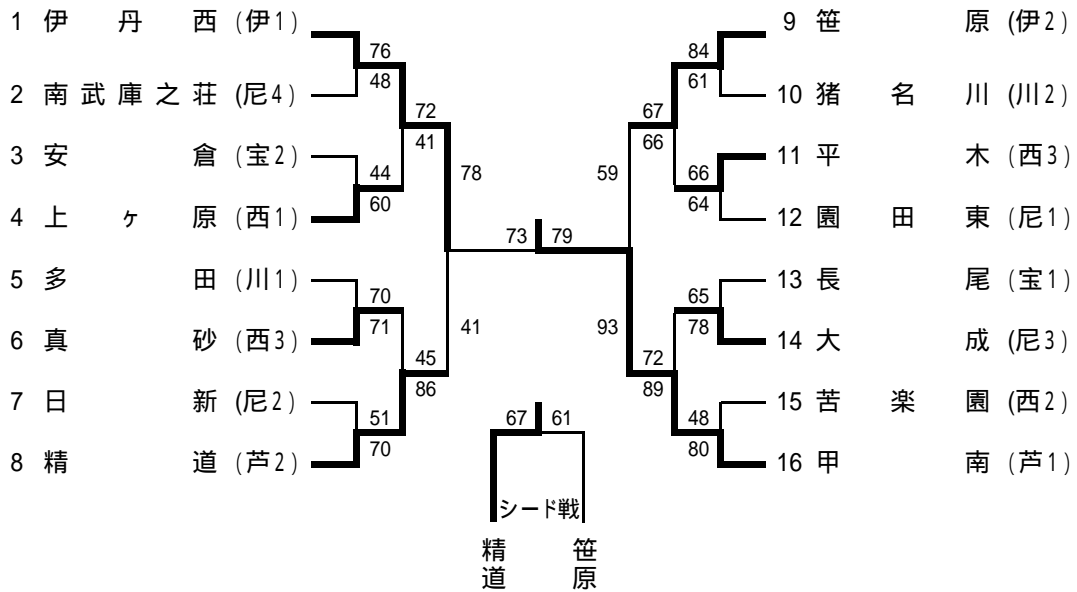 1 伊丹西 (伊1)
76
48
2 南武庫之荘 (尼4)
72
41
3 安倉 (宝2)
44
60
4 上ヶ原 (西1)
78
5 多田 (川1)
70
71
6 真砂 (西3)
41
45
86
7 日新 (尼2)
51
70
8 精道 (芦2)
73 79
9 笹原 (伊2)
84
61
10 猪名川 (川2)
67
66
11 平木 (西3)
66
64
12 園田東 (尼1)
59
13 長尾 (宝1)
65
78
14 大成 (尼3)
93
72
89
15 苦楽園 (西2)
48
80
16 甲南 (芦1)
67 61
シード戦
精道
笹原